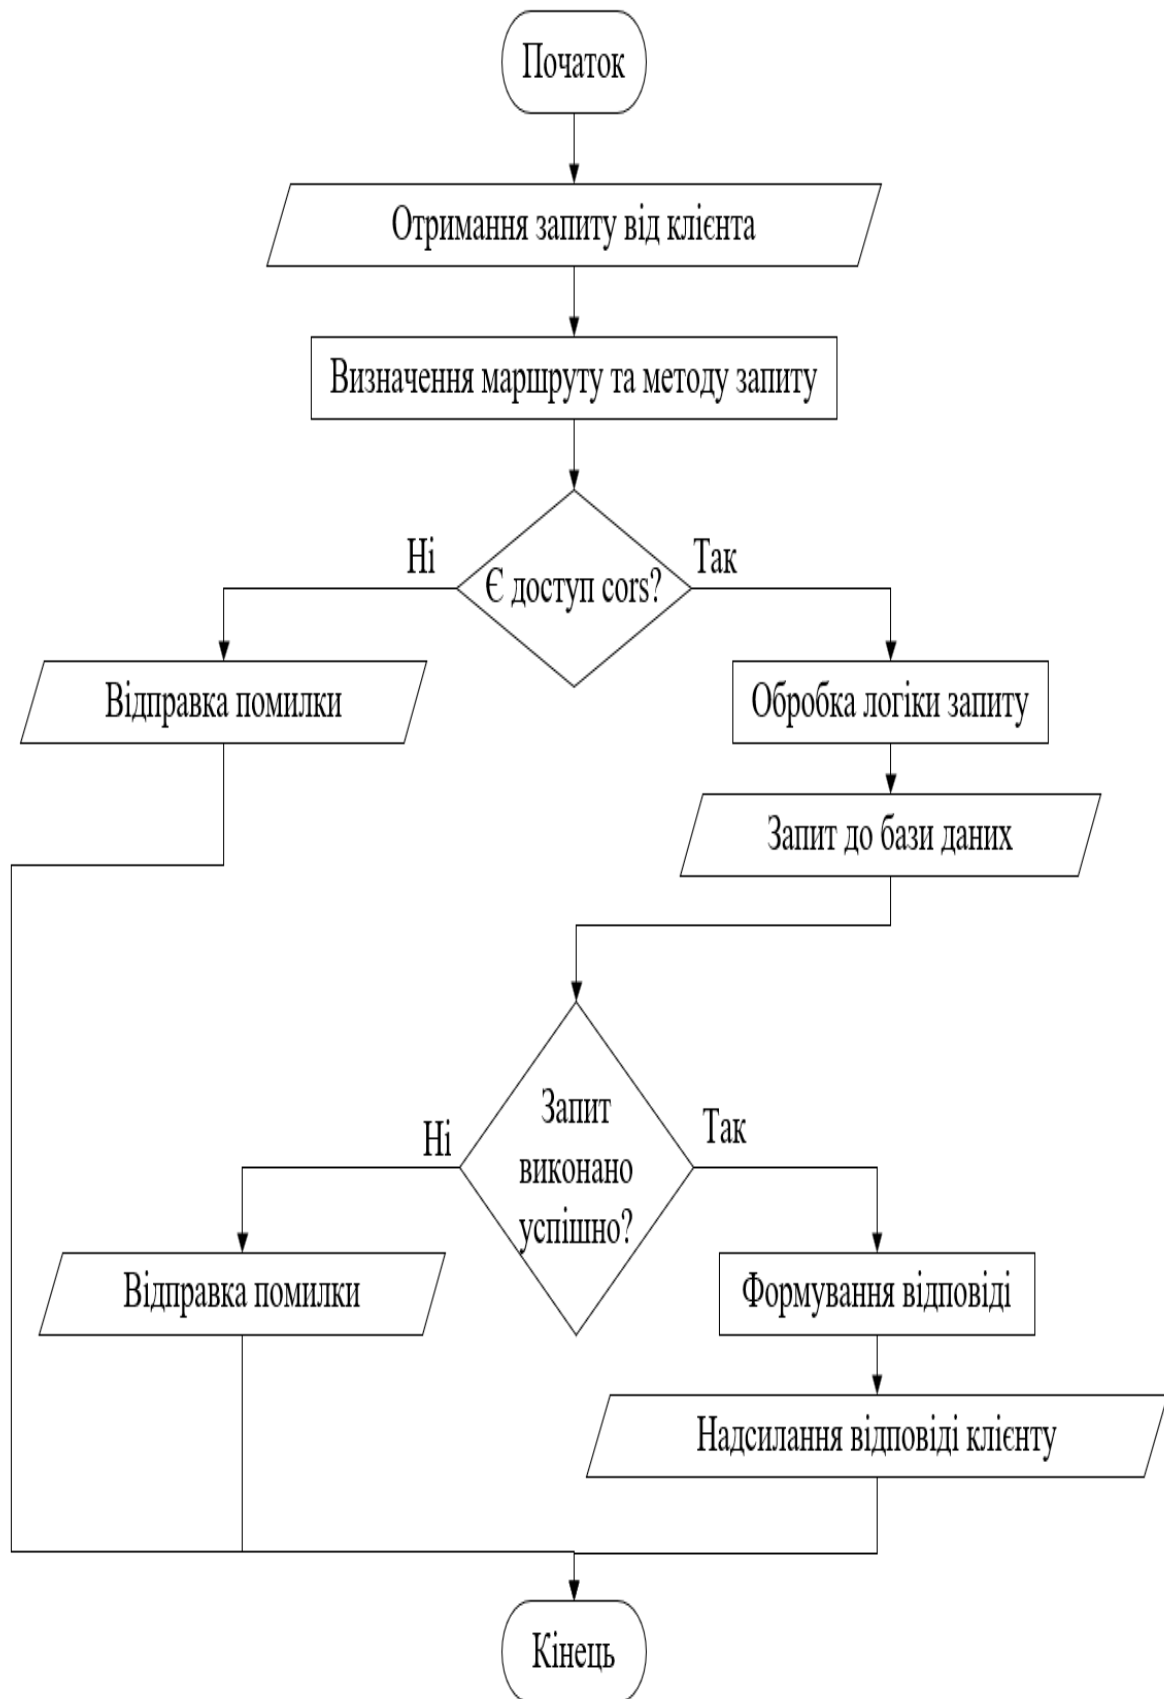 Початок
Отримання запиту від клієнта
Визначення маршруту та методу запиту
Ні
Є доступ cors?
Так
Відправка помилки
Обробка логіки запиту
Запит до бази даних
Ні
Запит
виконано
успішно?
Так
Відправка помилки
Формування відповіді
Надсилання відповіді клієнту
Кінець